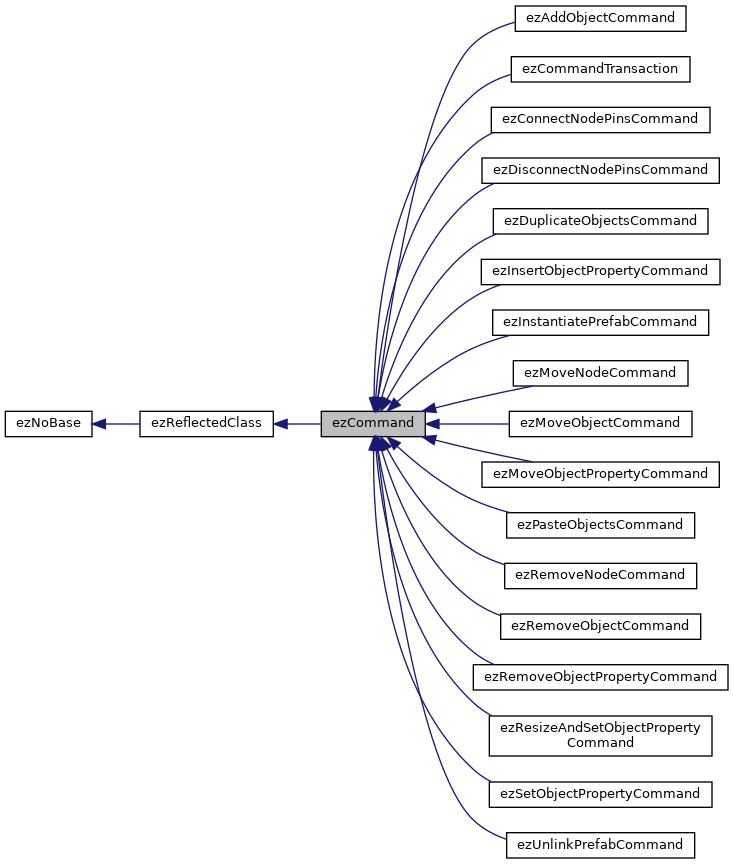 ezAddObjectCommand
ezCommandTransaction
ezConnectNodePinsCommand
ezDisconnectNodePinsCommand
ezDuplicateObjectsCommand
ezInsertObjectPropertyCommand
ezInstantiatePrefabCommand
ezMoveNodeCommand
ezNoBase
ezReflectedClass
ezCommand
ezMoveObjectCommand
ezMoveObjectPropertyCommand
ezPasteObjectsCommand
ezRemoveNodeCommand
ezRemoveObjectCommand
ezRemoveObjectPropertyCommand
ezResizeAndSetObjectProperty
Command
ezSetObjectPropertyCommand
ezUnlinkPrefabCommand